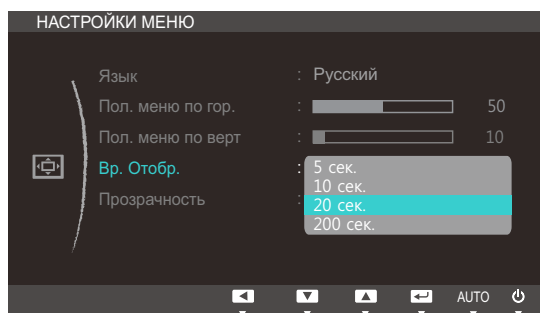 НАСТРОЙКИ МЕНЮ
Язык : Русский
Пол. меню по гор. : 50
Пол. меню по верт : 10
Вр. Отобр. : 5 сек.
10 сек.
Прозрачность : 20 сек.
200 сек.
AUTO